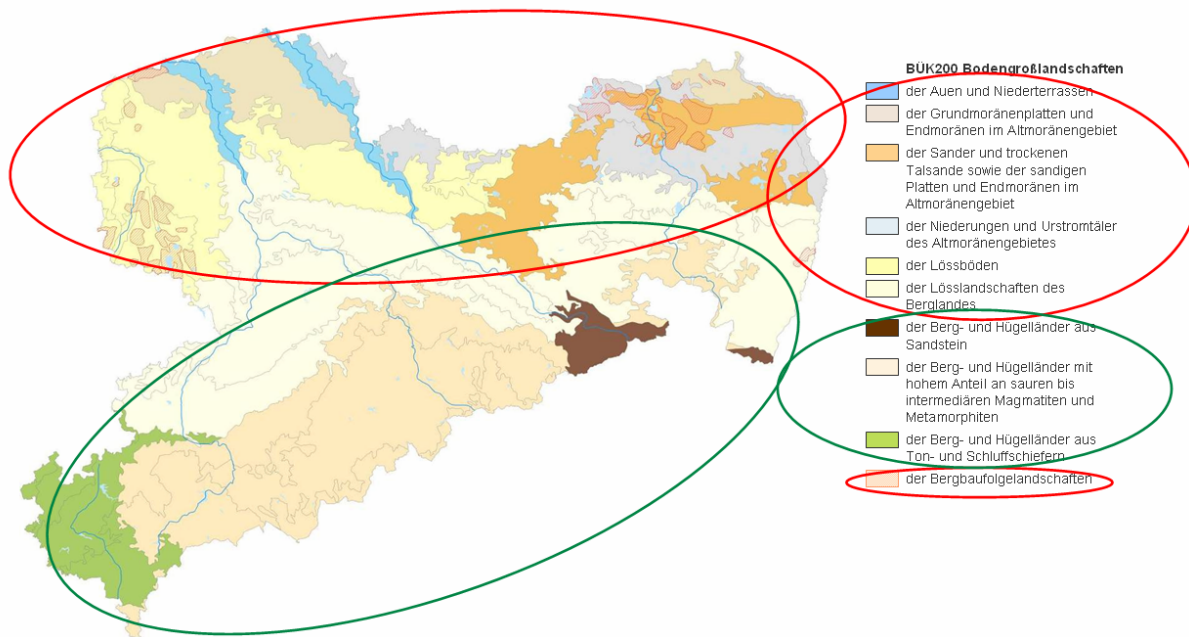 BÜK200 Bodengroßlandschaften
der Auen und Niederterrassen
der Grundmoränenplatten und
Endmoränen im Altmoränengebiet
der Sander und trockenen
Talsande sowie der sandigen
Platten und Endmoränen im
Altmoränengebiet
der Niederungen und Urstromtäler
des Altmoränengebietes
der Lössböden
der Lösslandschaften des
Berglandes
der Berg- und Hügelländer aus
Sandstein
der Berg- und Hügelländer mit
hohem Anteil an sauren bis
intermediären Magmatiten und
Metamorphiten
der Berg- und Hügelländer aus
Ton- und Schluffschiefern
der Bergbaufolgelandschaften